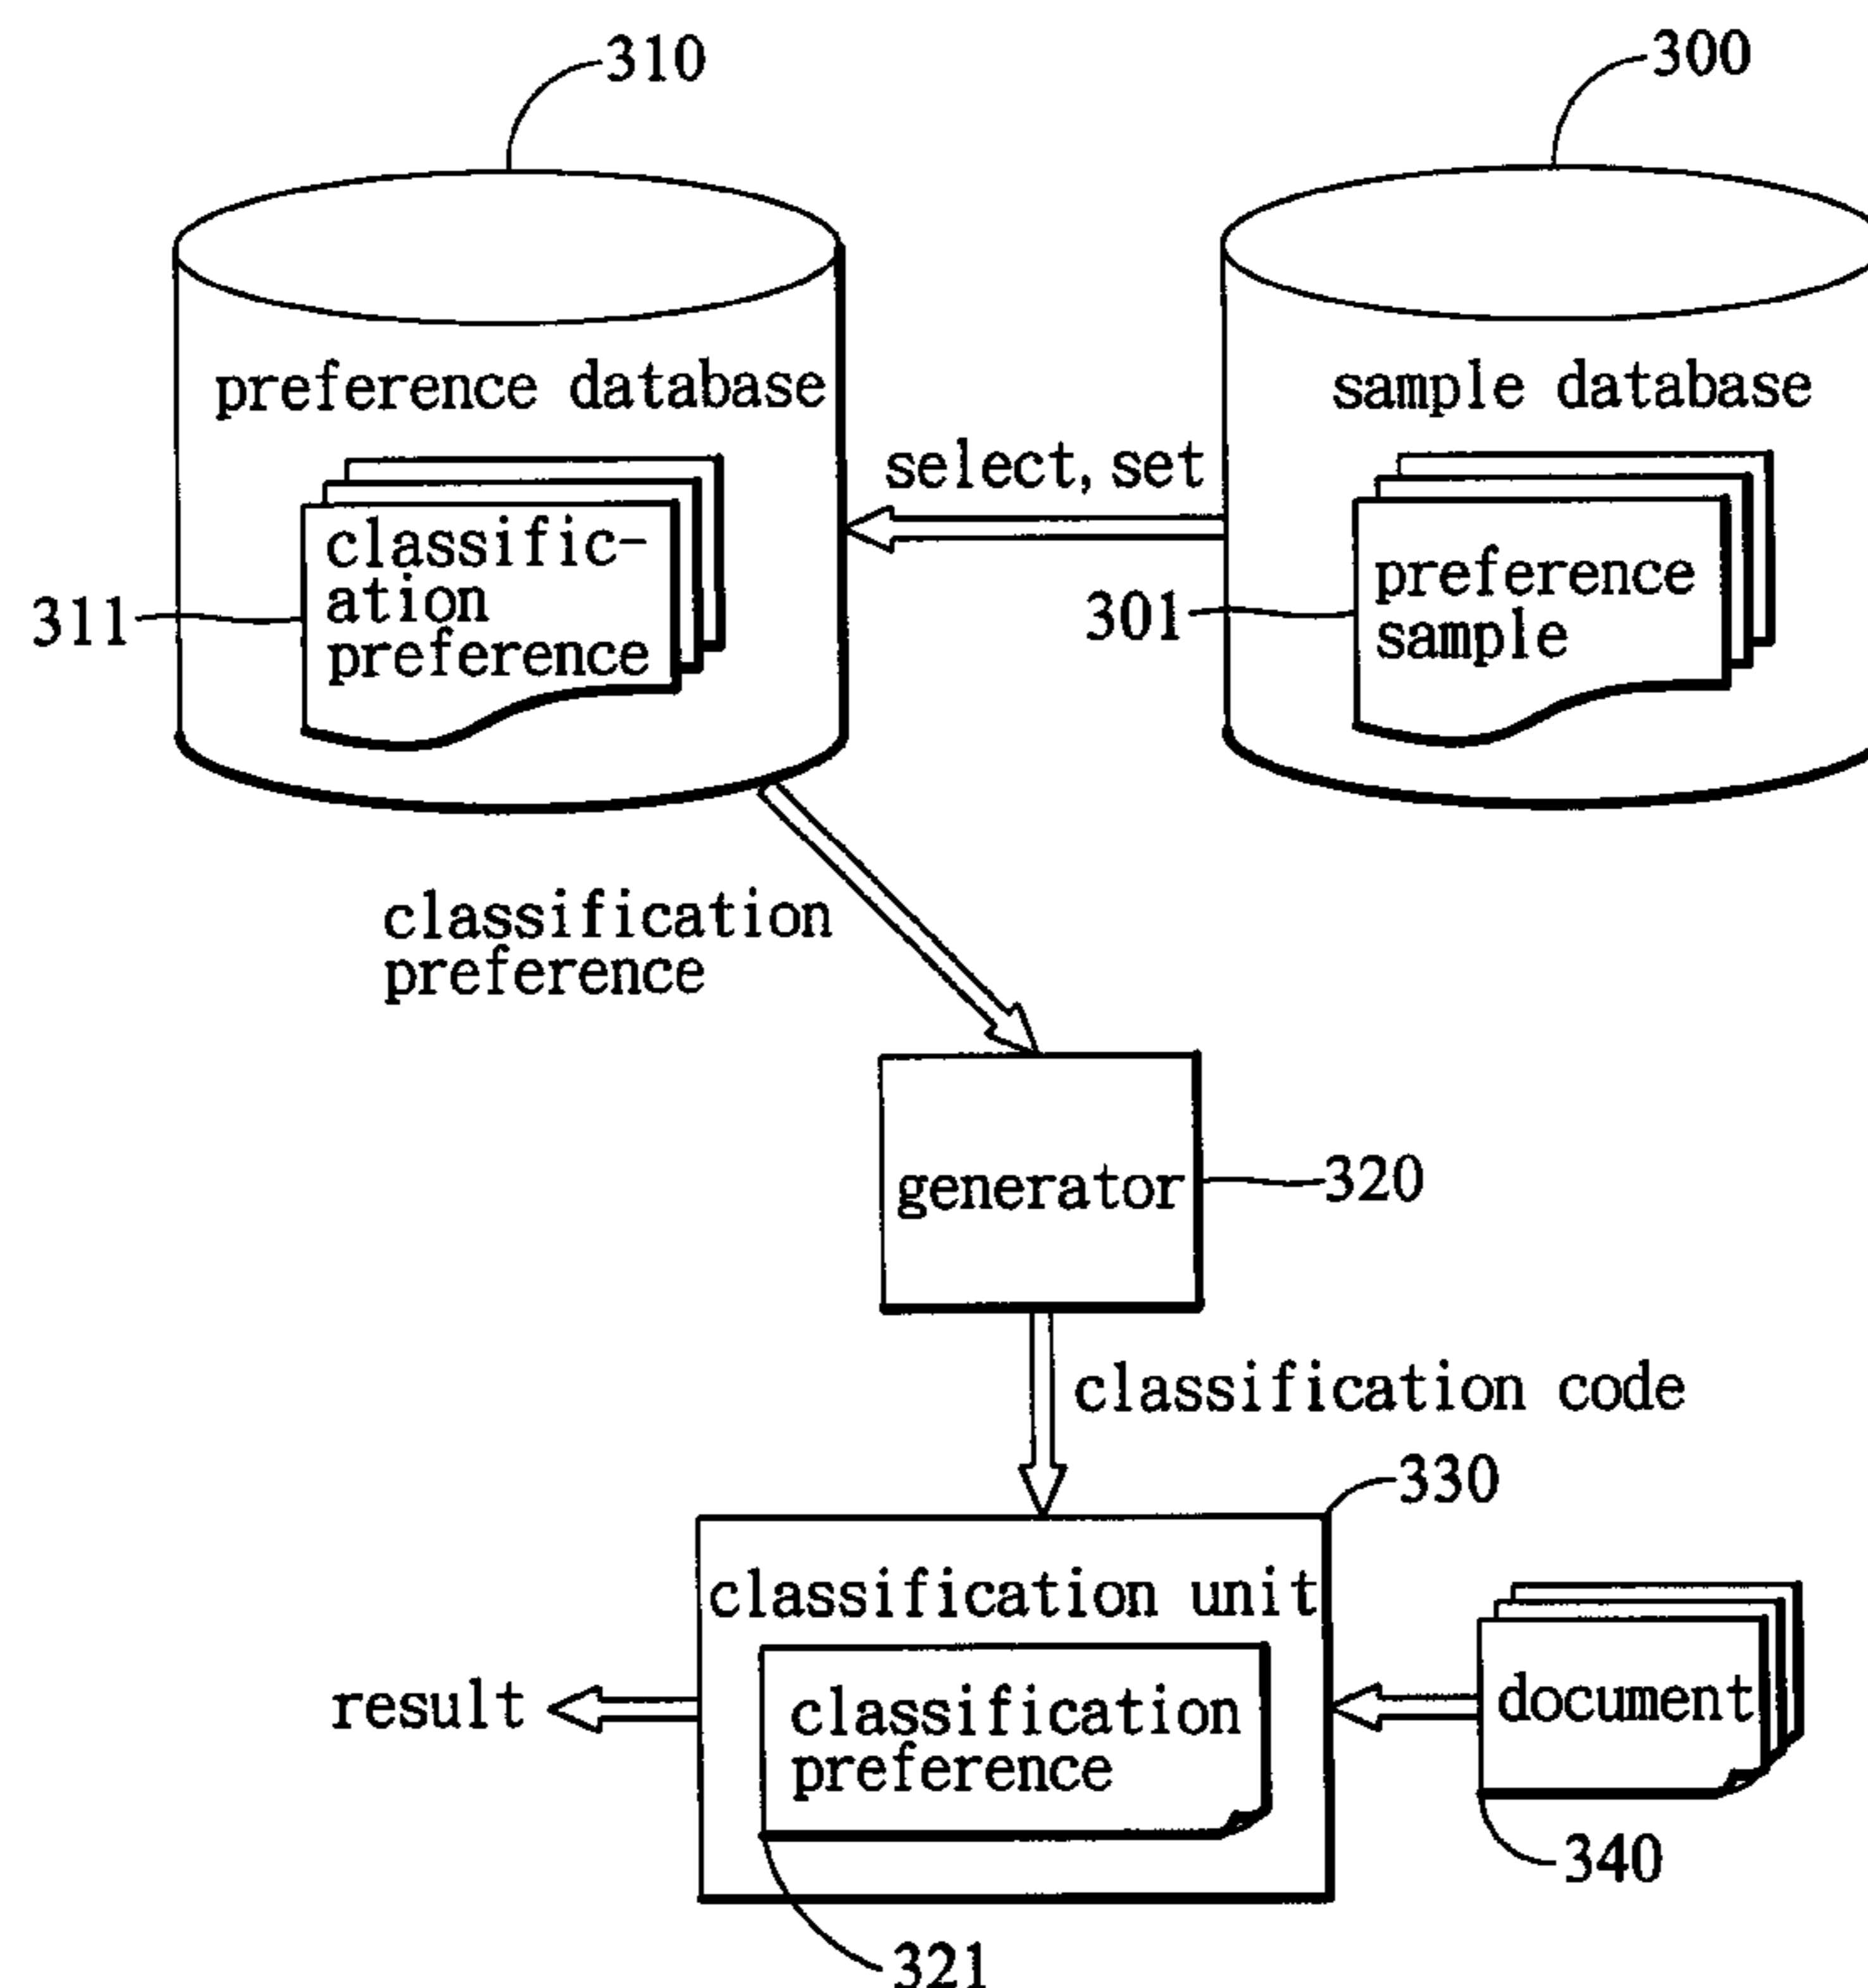 310
300
preference database
sample database
select, set
classific-
ation
preference
311
301
preference
sample
classification
preference
generator
320
classification code
330
classification unit
classification
preference
result
document
340
321